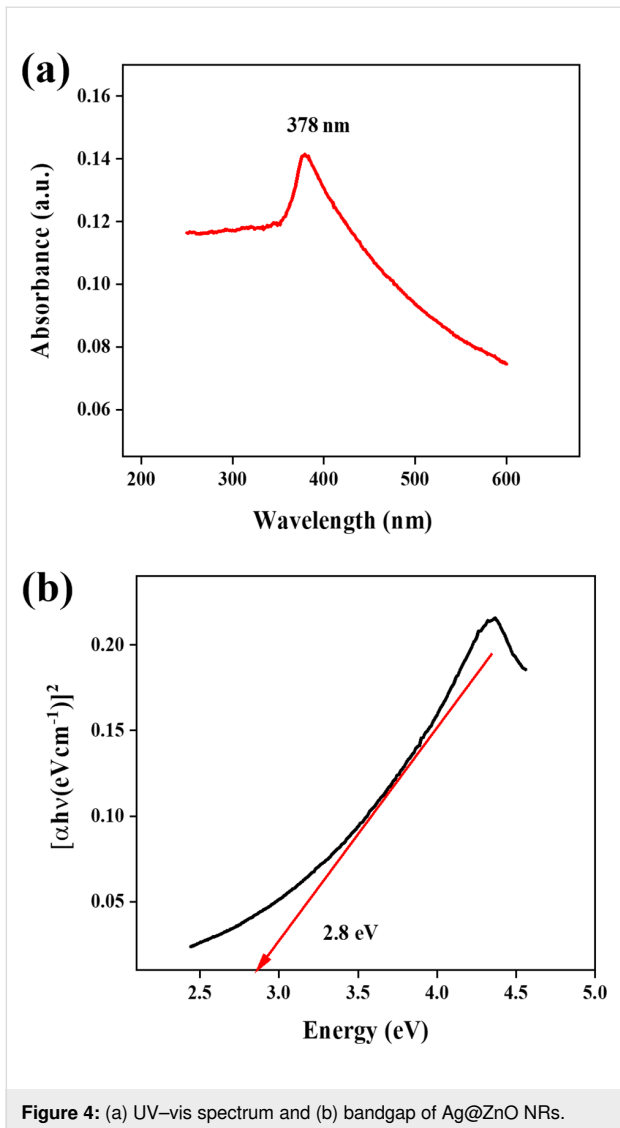 (a)
0.16
378 nm
0.14
0.12
0.10
0.08
0.06
Absorbance (a.u.)
200 300 400 500 600
Wavelength (nm)
(b)
0.20
0.15
0.10
0.05
[αhν(eVcm⁻¹)]²
2.8 eV
2.5 3.0 3.5 4.0 4.5 5.0
Energy (eV)
Figure 4: (a) UV–vis spectrum and (b) bandgap of Ag@ZnO NRs.